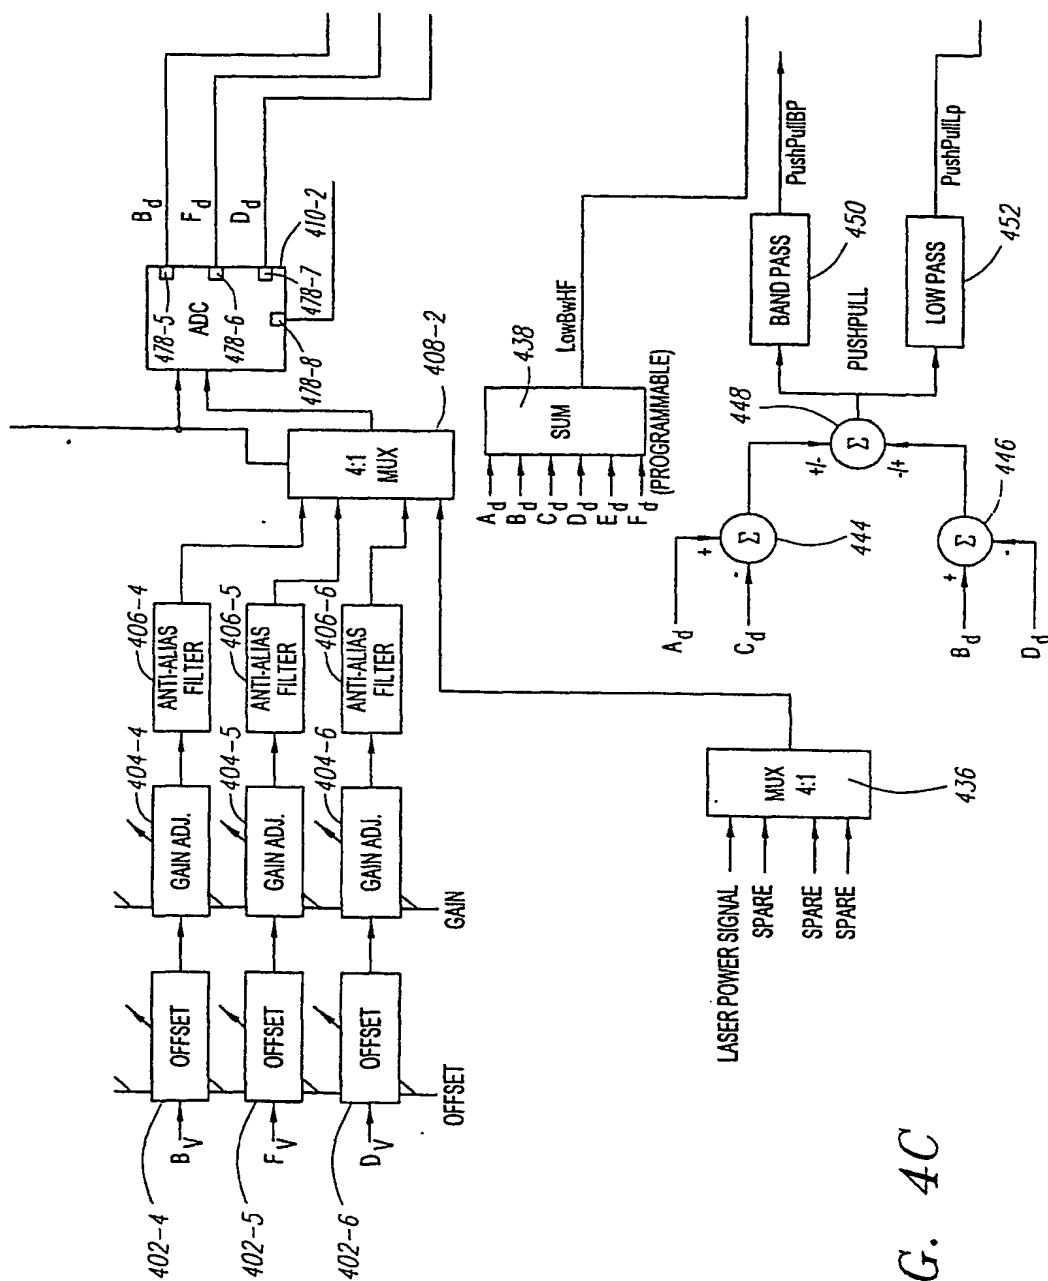 B_d
F_d
D_d
478-5
ADC
478-6
478-7
478-8
410-2
406-4
ANTI-ALIAS
FILTER
406-5
ANTI-ALIAS
FILTER
406-6
ANTI-ALIAS
FILTER
404-4
GAIN ADJ.
404-5
GAIN ADJ.
404-6
GAIN ADJ.
GAIN
OFFSET
OFFSET
OFFSET
OFFSET
B_V
F_V
D_V
402-4
402-5
402-6
4:1
MUX
408-2
A_d
B_d
C_d
D_d
E_d
F_d
(PROGRAMMABLE)
SUM
438
LowBwHF
LASER POWER SIGNAL
SPARE
SPARE
SPARE
MUX
4:1
436
A_d
C_d
+
Σ
444
B_d
D_d
+
Σ
446
+/-
-/+
Σ
448
PUSHPULL
BAND PASS
450
PushPullBP
LOW PASS
452
PushPullLp
G. 4C